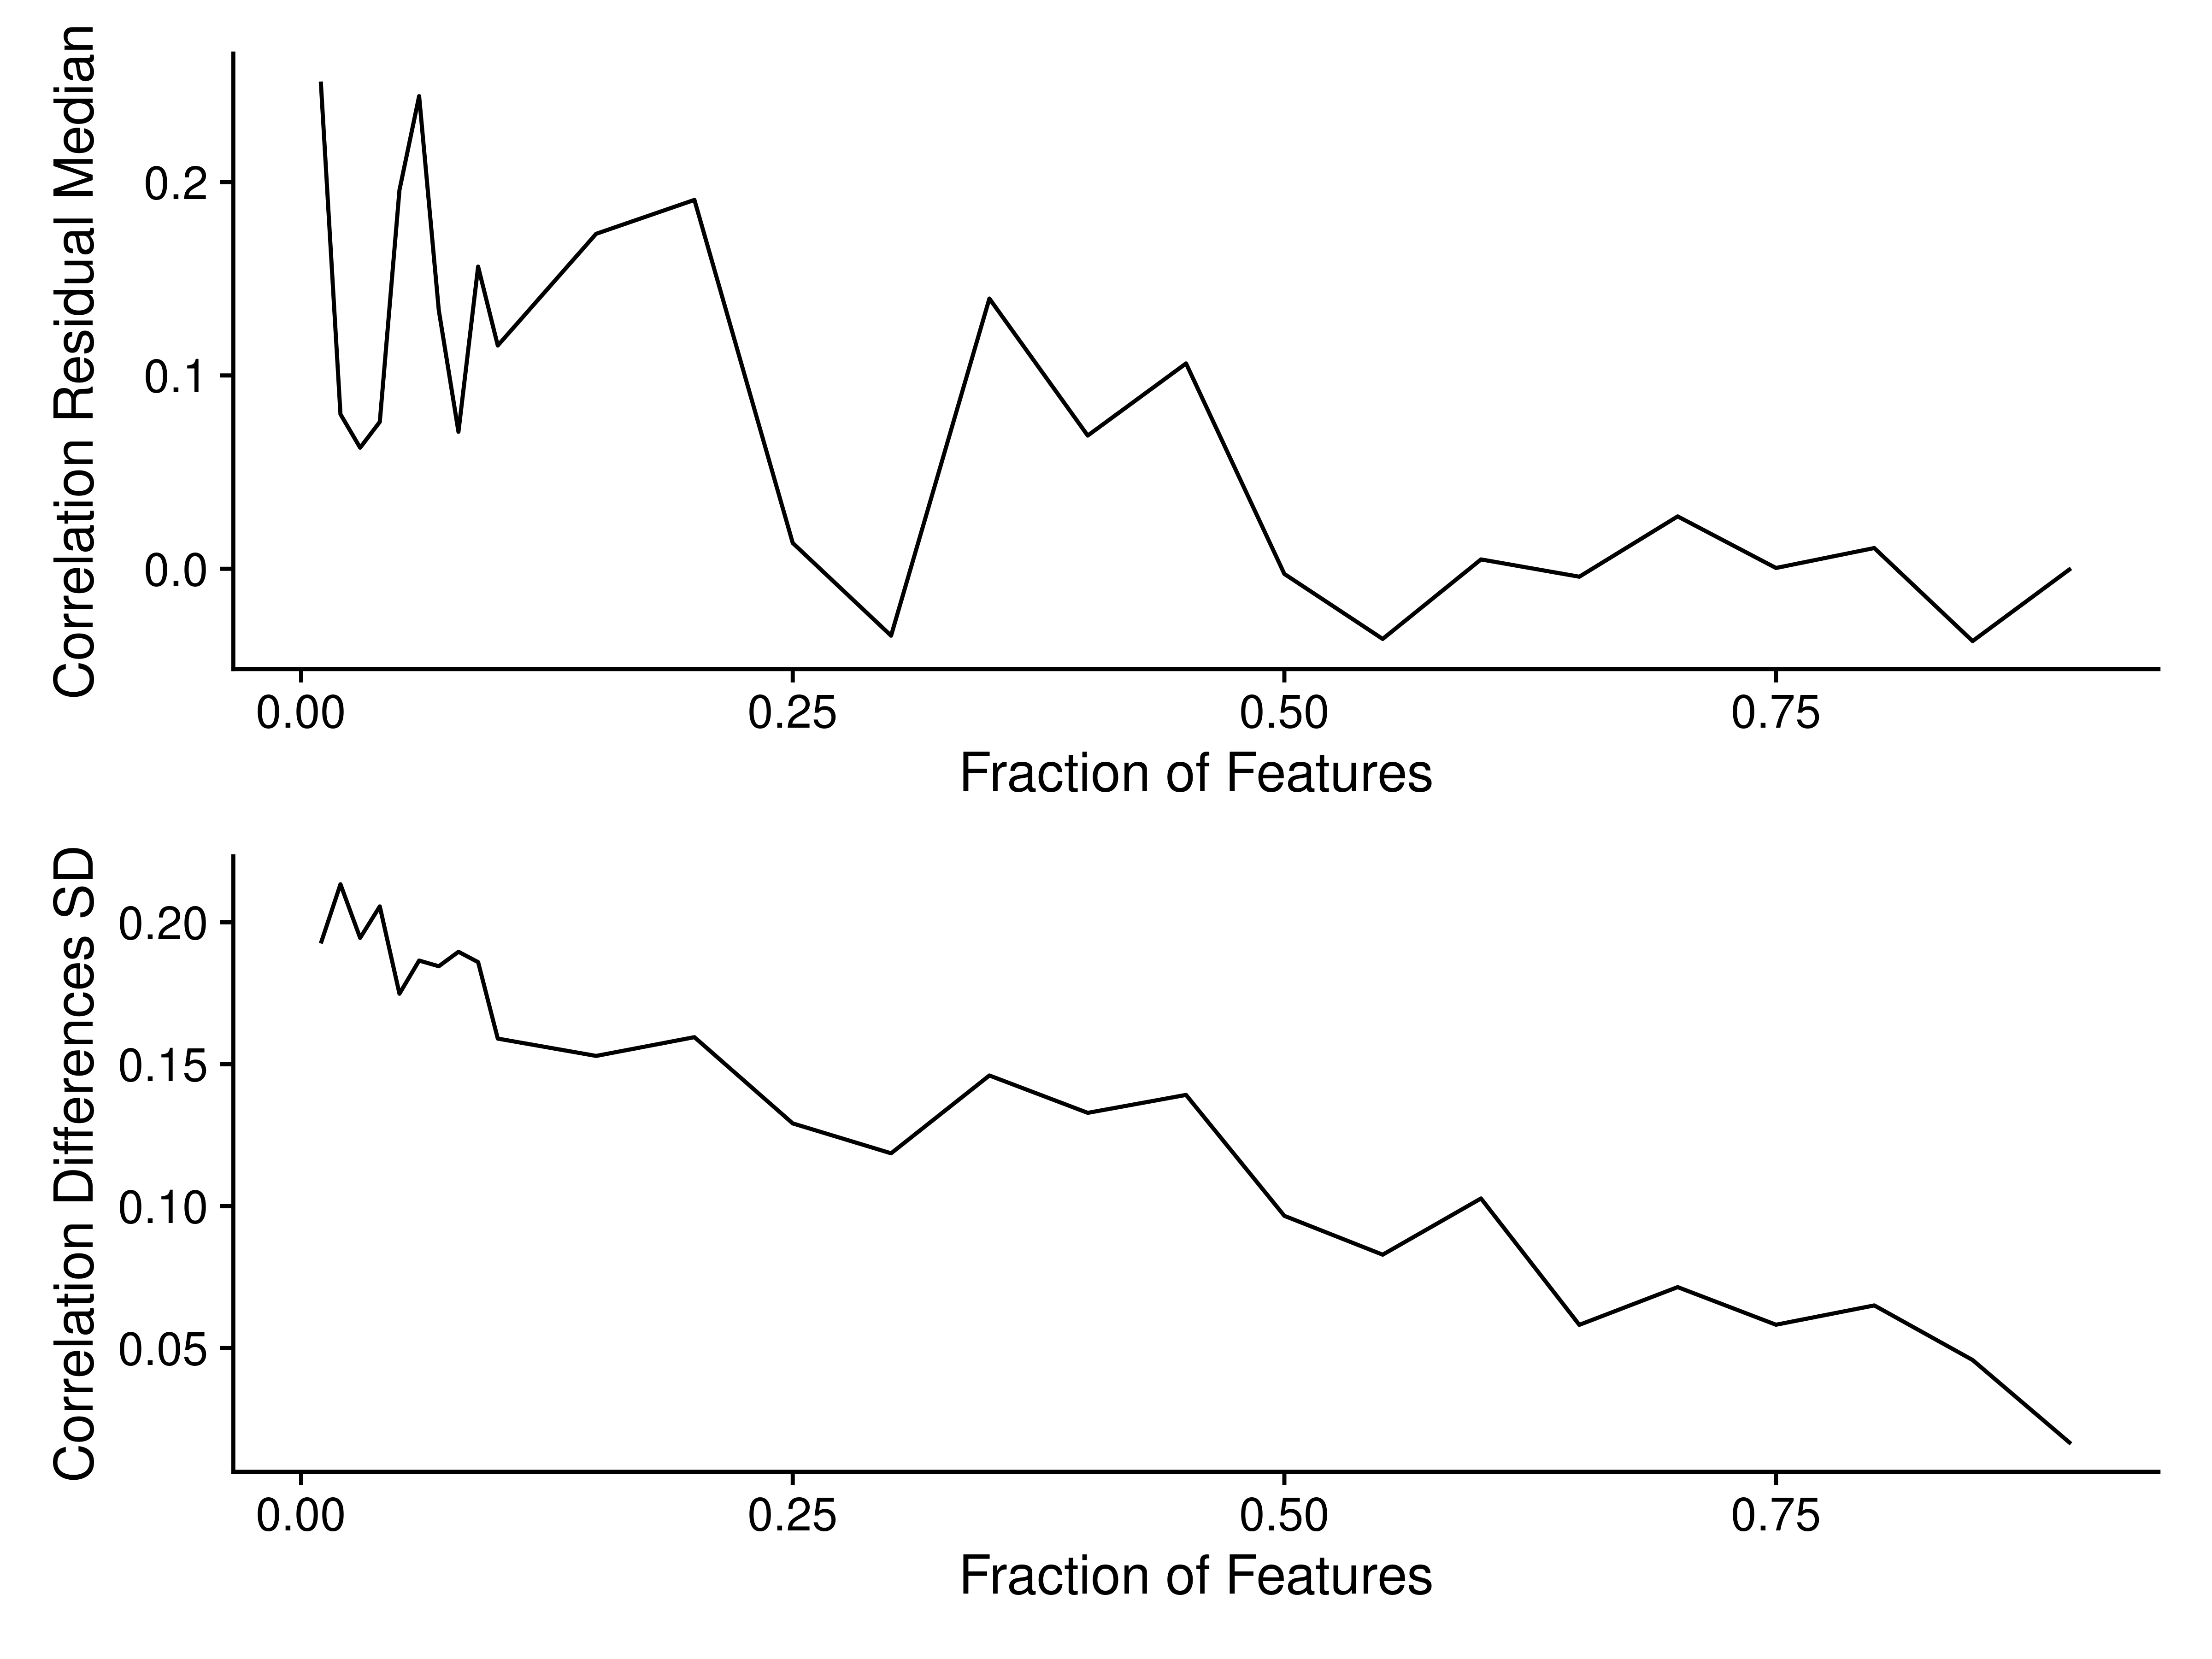 Correlation Residual Median
0.2
0.1
0.0
0.00 0.25 0.50 0.75
Fraction of Features
Correlation Differences SD
0.20
0.15
0.10
0.05
0.00 0.25 0.50 0.75
Fraction of Features